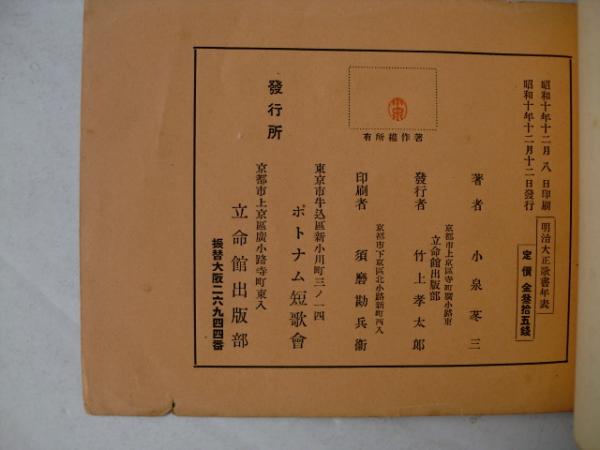 昭和十年十二月八日印刷
昭和十年十二月十二日發行
明治大正歌書年表
定價金參拾五錢
著作權所有
著者 小泉苳三
京都市上京區寺町廣小路東
立命館出版部
發行者 竹上孝太郎
京都市下京區北小路新町西入
印刷者 須磨勘兵衞
發行所
東京市牛込區新小川町三ノ一四
ポトナム短歌會
京都市上京區廣小路寺町東入
立命館出版部
振替大阪二六九四四番